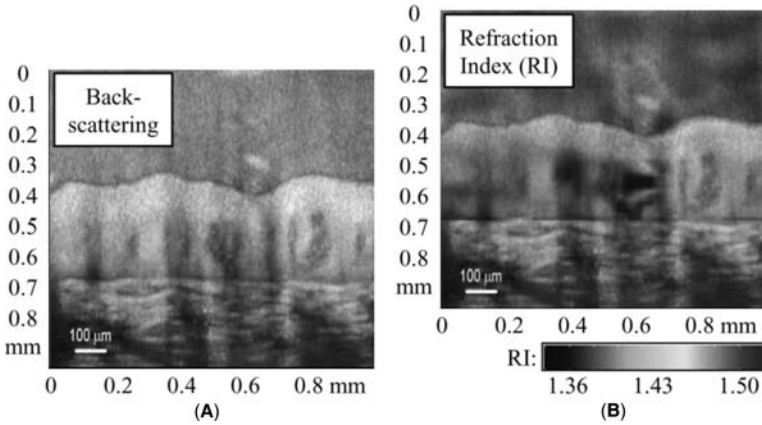 0
0.1
0.2
0.3
0.4
0.5
0.6
0.7
0.8
mm
Back-
scattering
100 μm
0 0.2 0.4 0.6 0.8 mm
(A)
0
0.1
0.2
0.3
0.4
0.5
0.6
0.7
0.8
mm
Refraction
Index (RI)
100 μm
0 0.2 0.4 0.6 0.8 mm
RI:
1.36 1.43 1.50
(B)